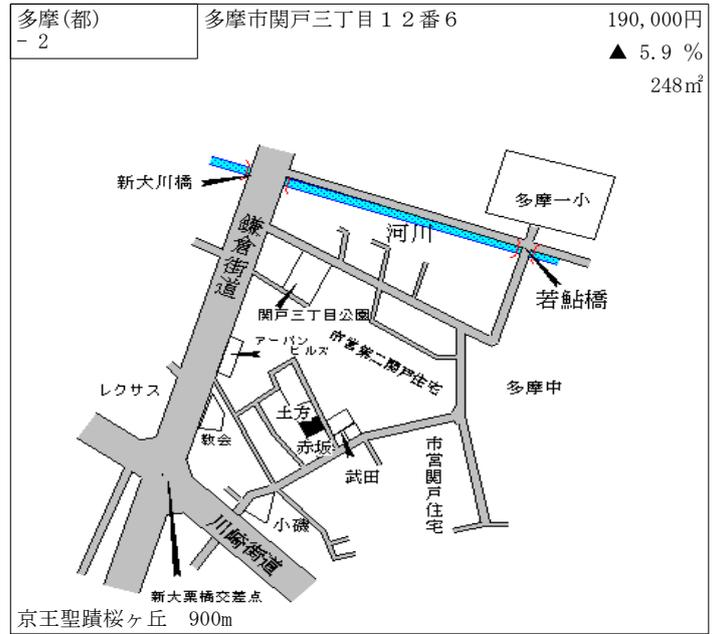 多摩(都)
- 2
多摩市関戸三丁目１２番６
190,000円
▲ 5.9 %
248㎡
新大川橋
多摩一小
鎌倉街道
河川
若鮎橋
関戸三丁目公園
アーバン
ヒルズ
市営第二関戸住宅
レクサス
多摩中
土方
教会
赤坂
武田
市営関戸住宅
小磯
川崎街道
新大栗橋交差点
京王聖蹟桜ヶ丘　900m